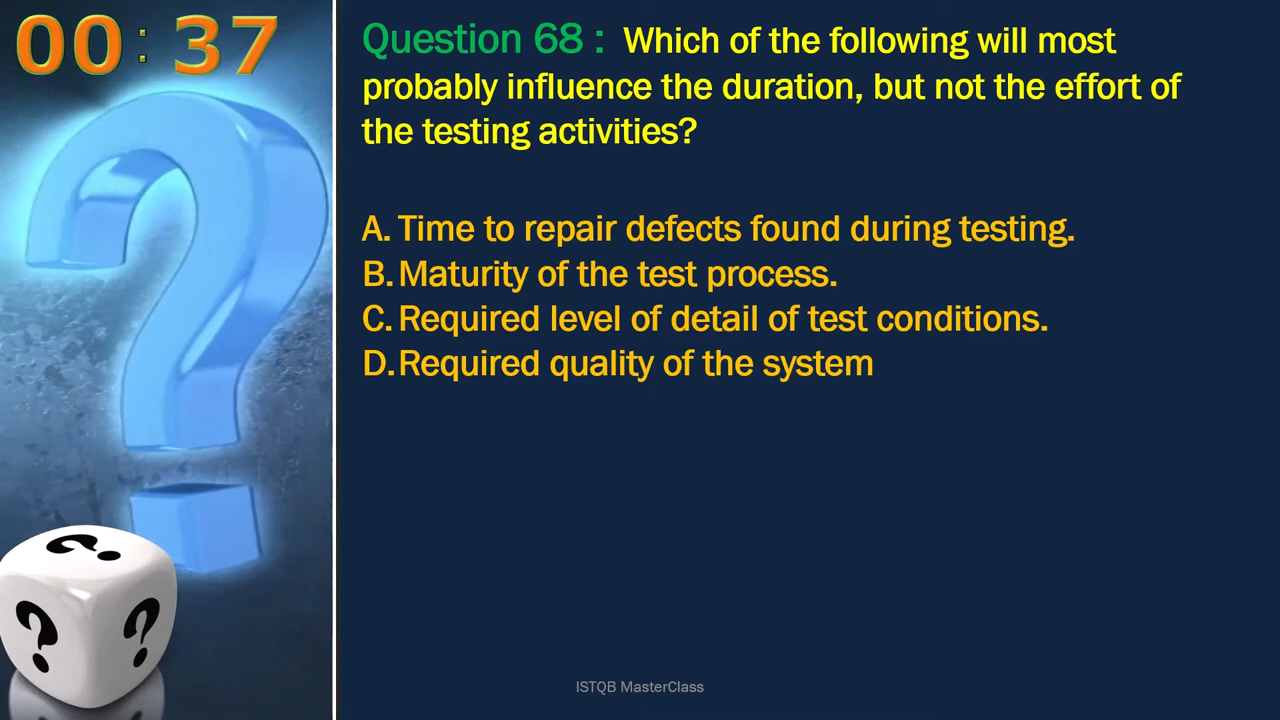 00:37
Question 68 : Which of the following will most
probably influence the duration, but not the effort of
the testing activities?
A. Time to repair defects found during testing.
B. Maturity of the test process.
C. Required level of detail of test conditions.
D. Required quality of the system
ISTQB MasterClass